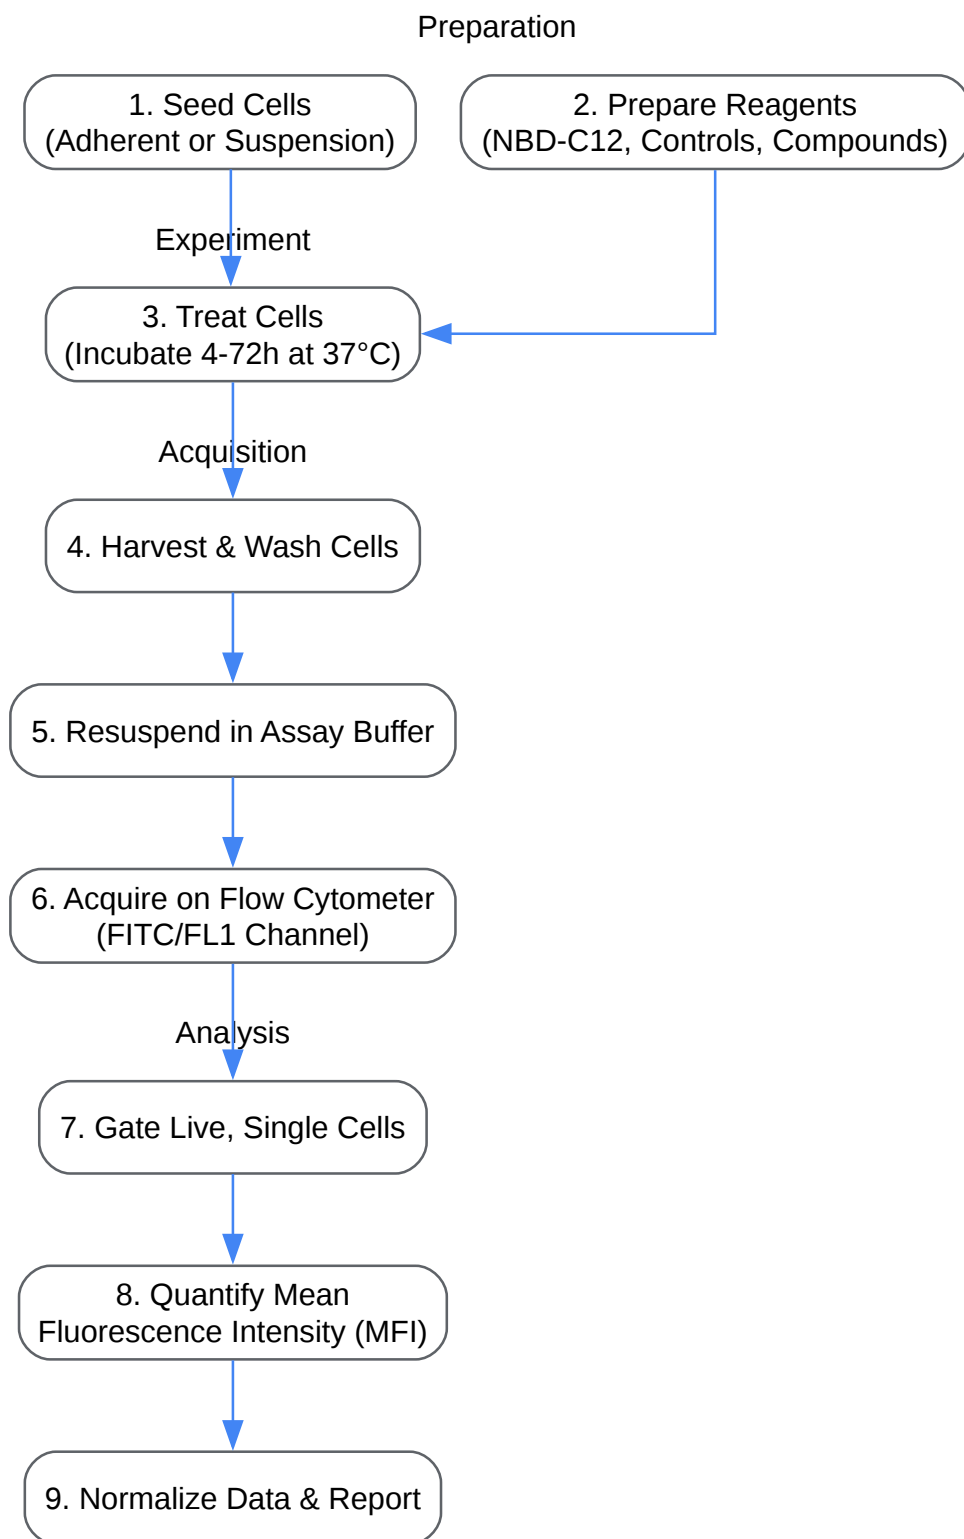 Preparation
1. Seed Cells
(Adherent or Suspension)
2. Prepare Reagents
(NBD-C12, Controls, Compounds)
Experiment
3. Treat Cells
(Incubate 4-72h at 37°C)
Acquisition
4. Harvest & Wash Cells
5. Resuspend in Assay Buffer
6. Acquire on Flow Cytometer
(FITC/FL1 Channel)
Analysis
7. Gate Live, Single Cells
8. Quantify Mean
Fluorescence Intensity (MFI)
9. Normalize Data & Report